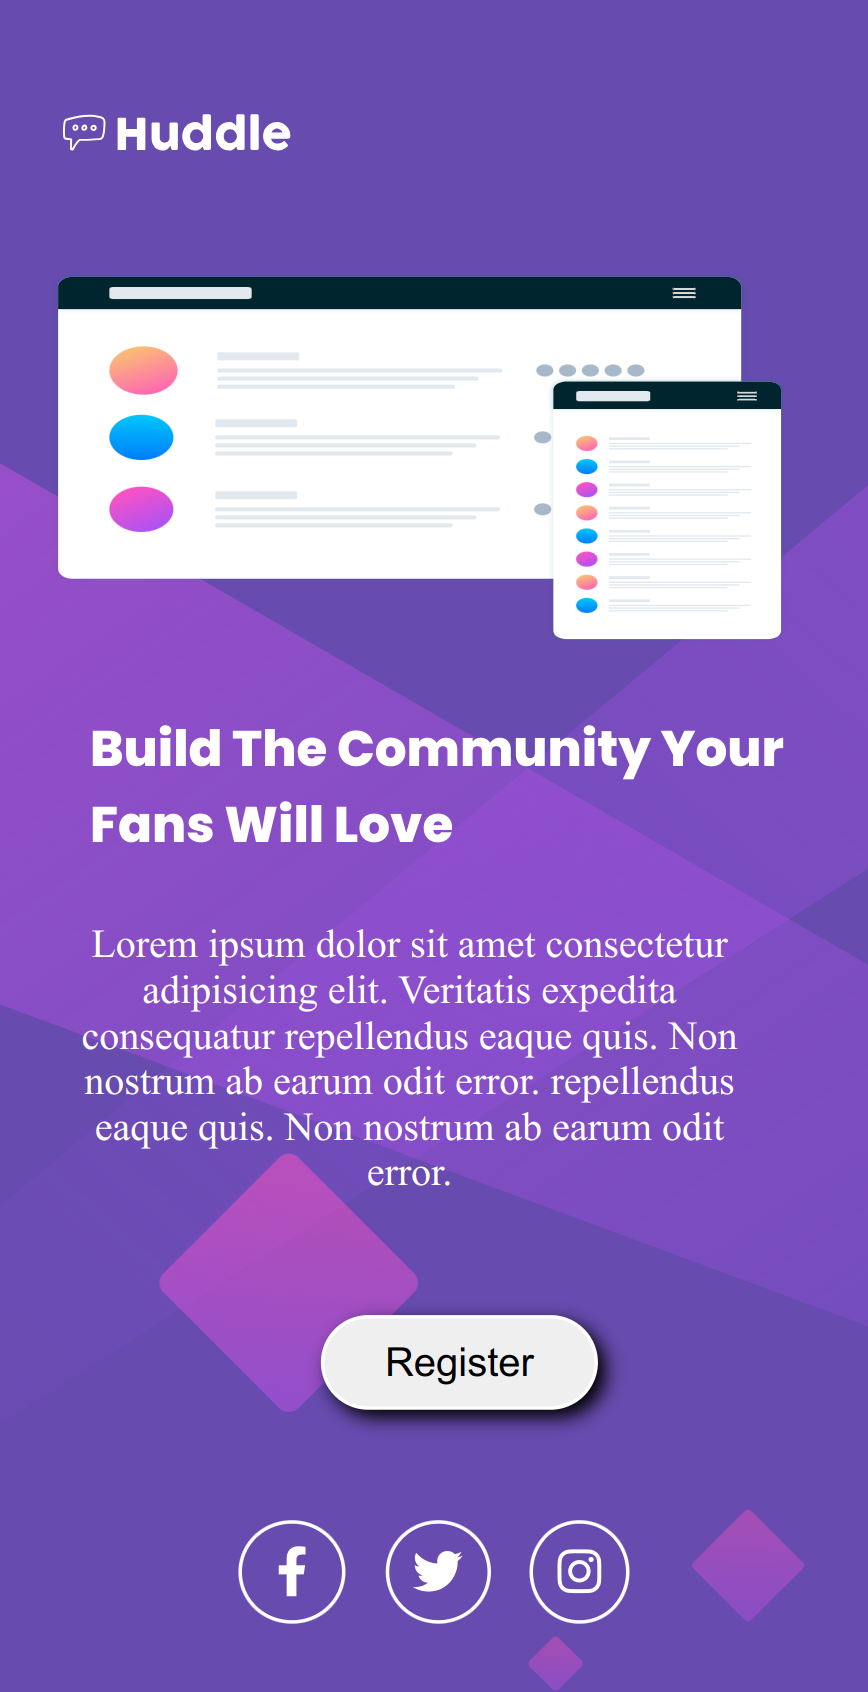 Huddle
Build The Community Your
Fans Will Love
Lorem ipsum dolor sit amet consectetur
adipisicing elit. Veritatis expedita
consequatur repellendus eaque quis. Non
nostrum ab earum odit error. repellendus
eaque quis. Non nostrum ab earum odit
error.
Register